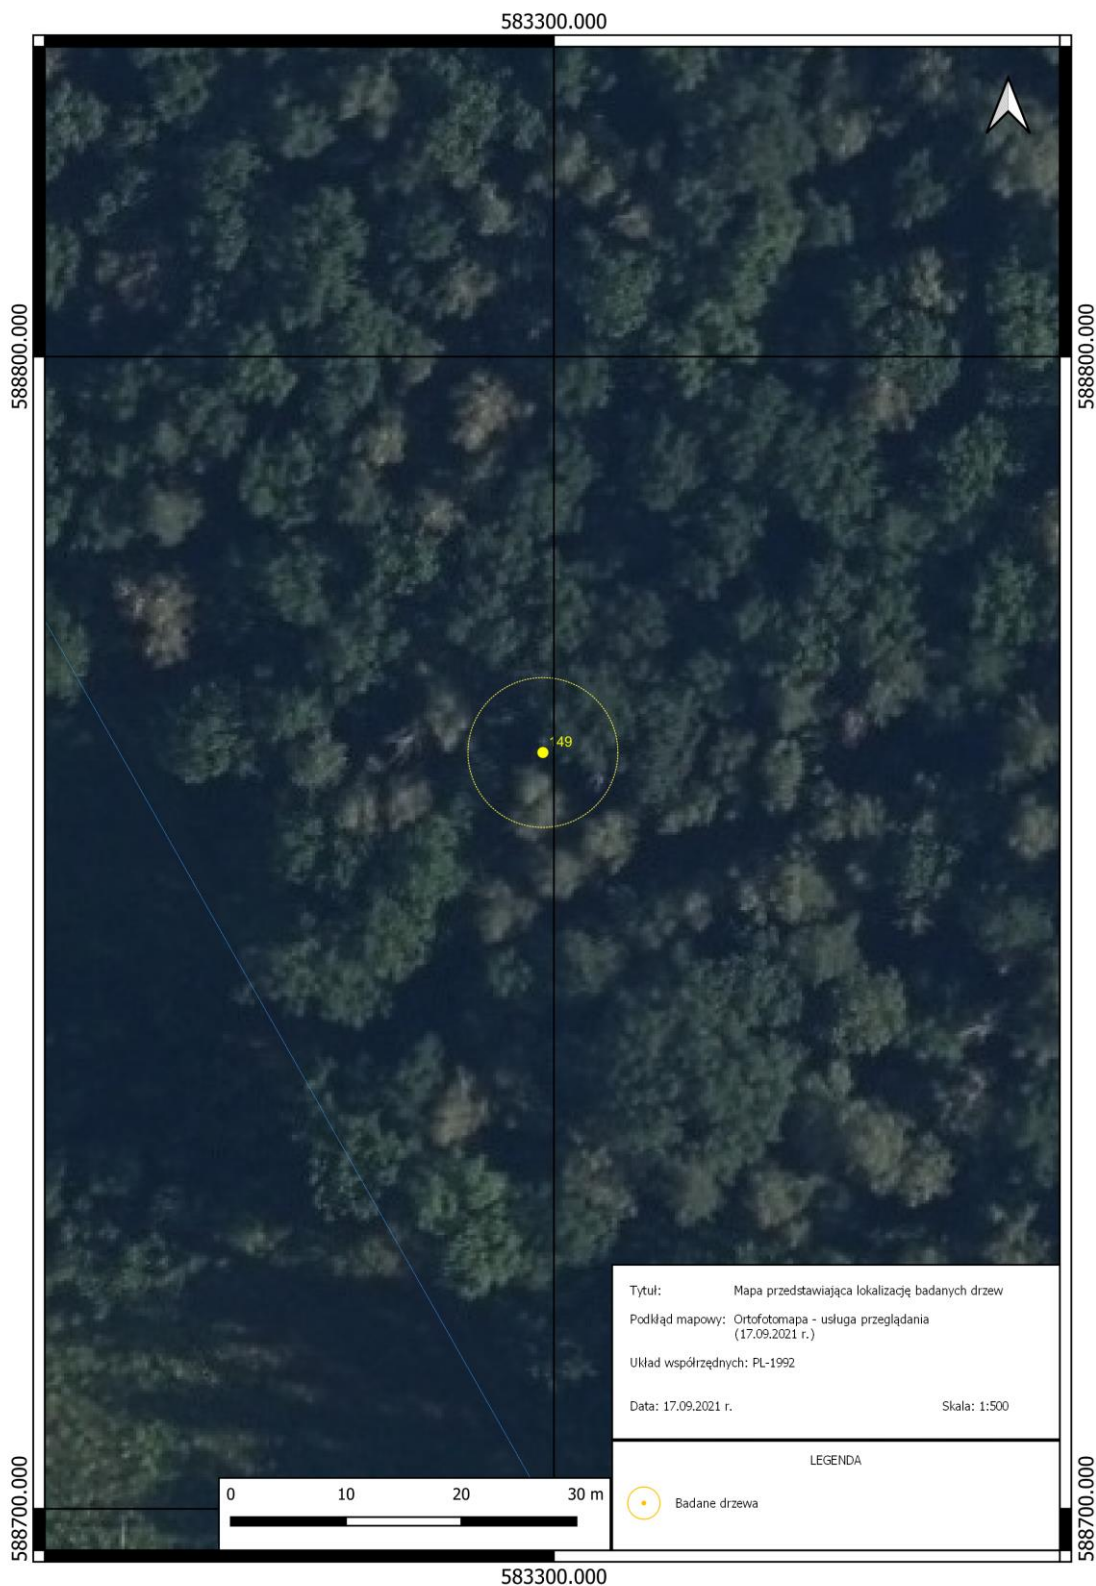 583300.000
588800.000
588800.000
149
Tytuł: Mapa przedstawiająca lokalizację badanych drzew
Podkład mapowy: Ortofotomapa - usługa przeglądania
(17.09.2021 r.)
Układ współrzędnych: PL-1992
Data: 17.09.2021 r. Skala: 1:500
LEGENDA
Badane drzewa
0 10 20 30 m
588700.000
588700.000
583300.000